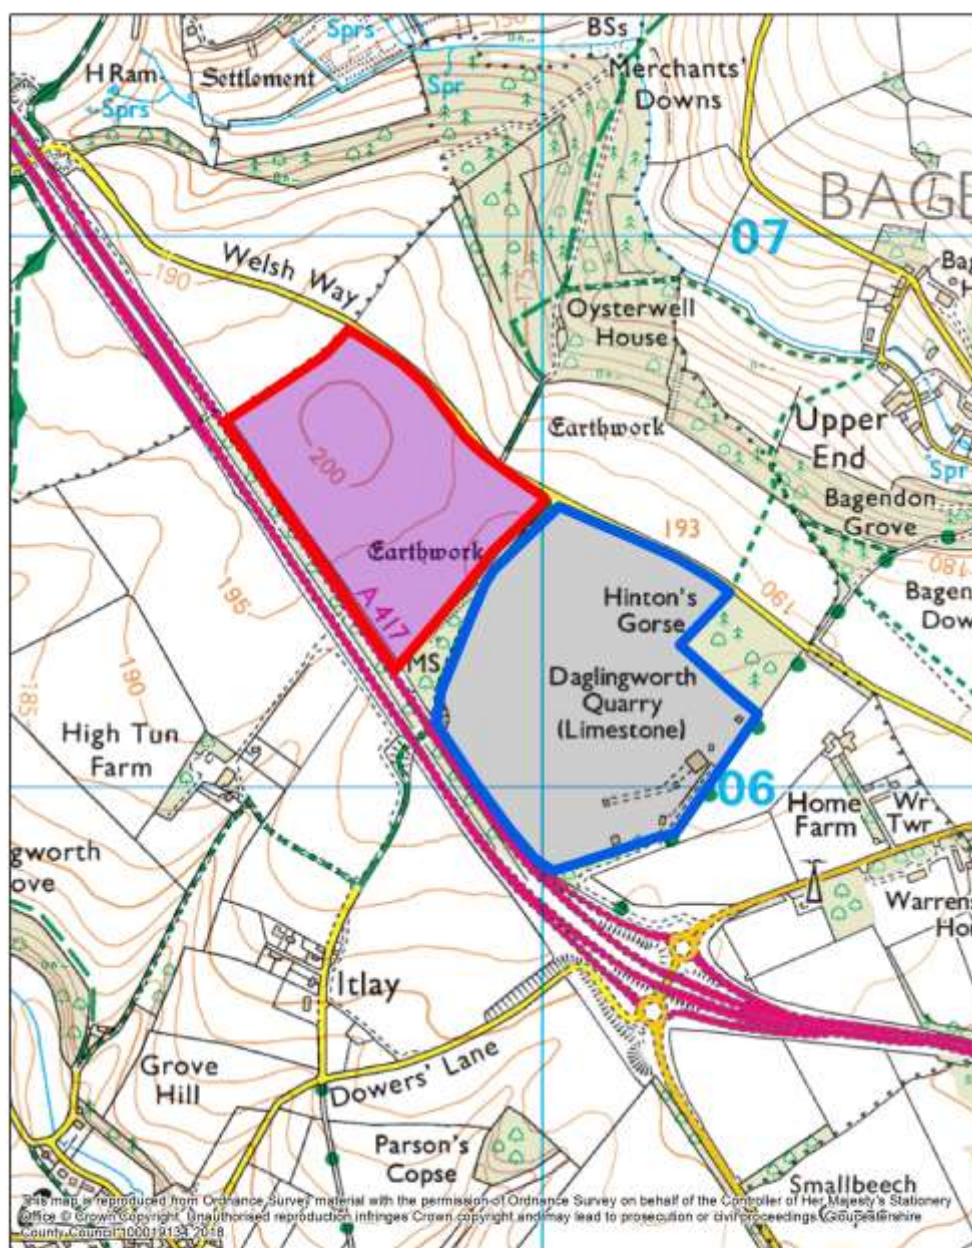 150
BSs
Sprs
H Ram
Settlement
Spr
Merchants'
Downs
Sprs
BAGE
07
175
190
Welsh Way
Bag
H
Oysterwell
House
Earthwork
Upper
End
Spr
200
Bagendon
Grove
193
Earthwork
180
195
A 417
190
Hinton's
Gorse
Bagen
Dow
190
185
MS
Daglingworth
Quarry
(Limestone)
High Tun
Farm
06
Home
Farm
Wr
Twr
gworth
ove
Warrens
Ho
Itlay
Grove
Hill
Dowers' Lane
Parson's
Copse
Smallbeech
This map is reproduced from Ordnance Survey material with the permission of Ordnance Survey on behalf of the Controller of Her Majesty's Stationery
Office © Crown Copyright. Unauthorised reproduction infringes Crown copyright and may lead to prosecution or civil proceedings. Gloucestershire
County Council 100019134 2018